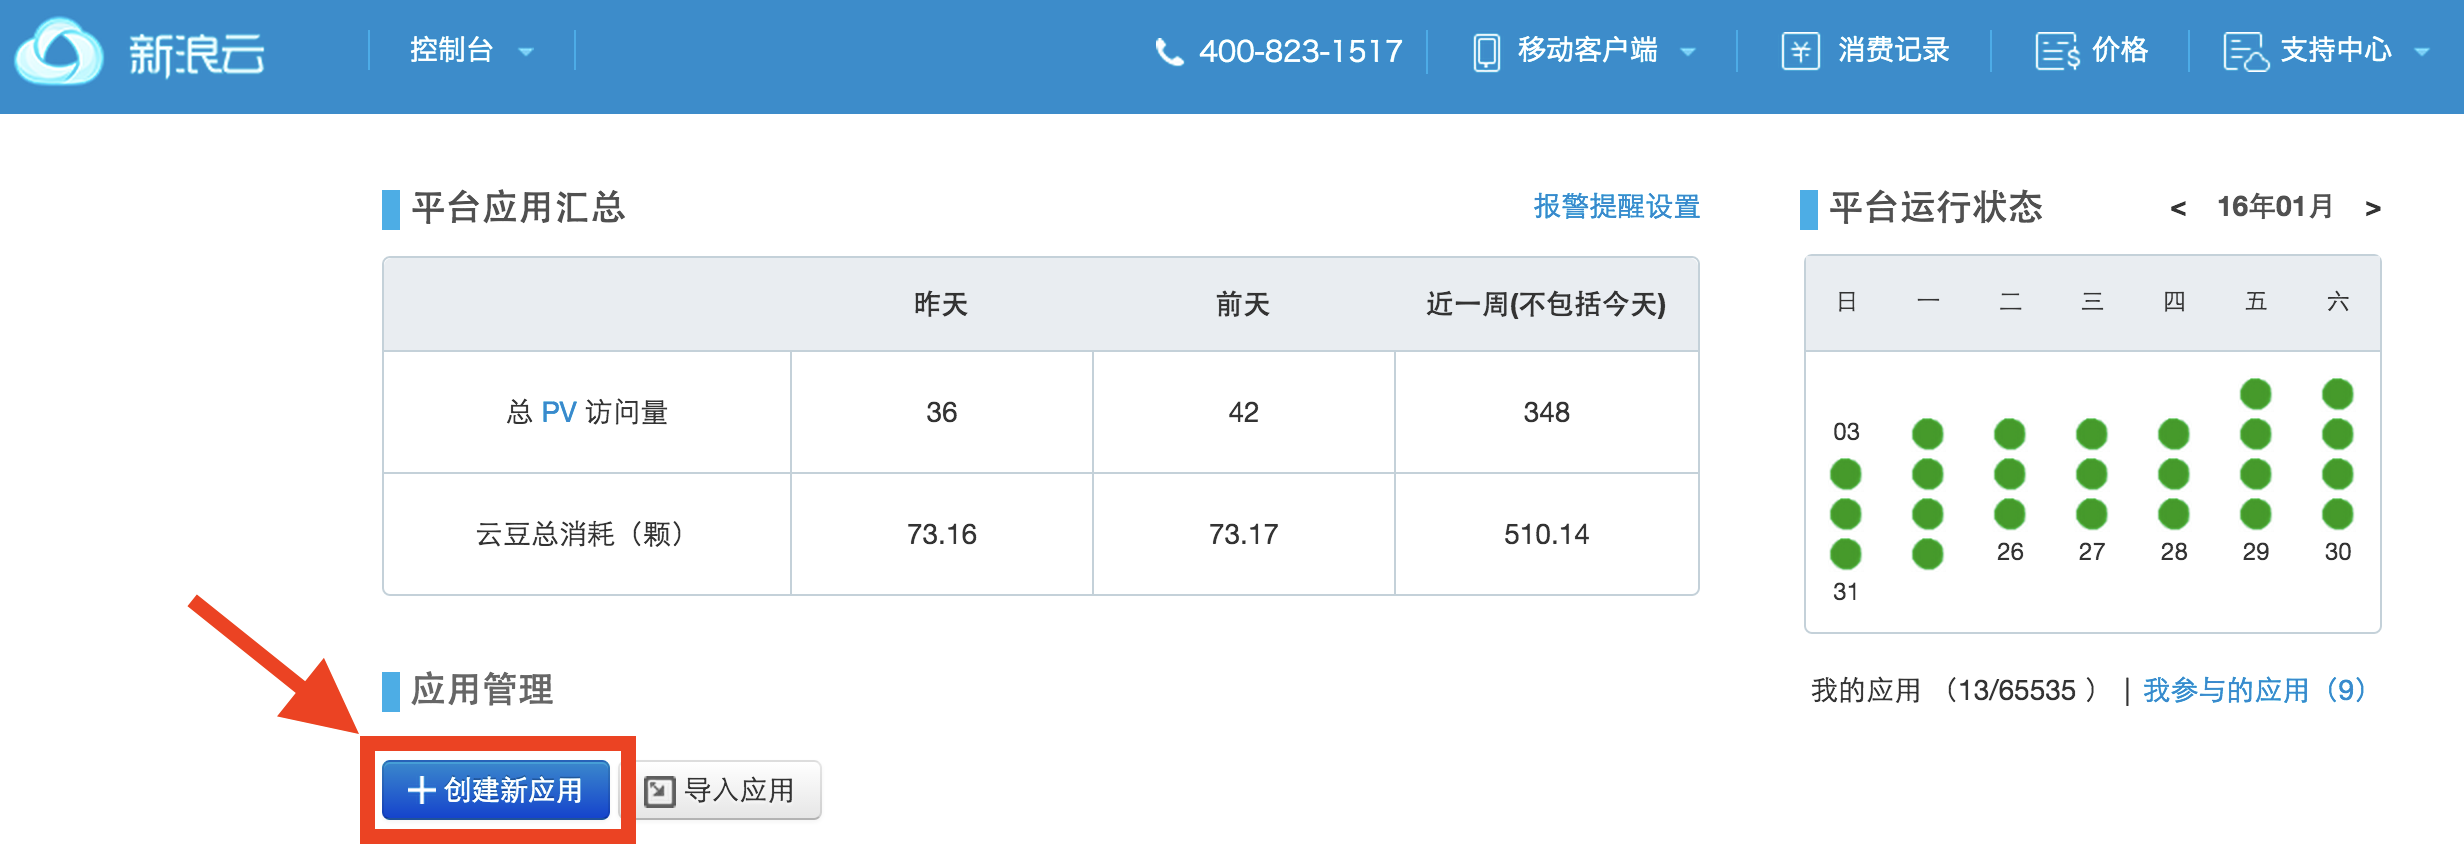 新浪云 控制台 400-823-1517 移动客户端 消费记录 价格 支持中心
平台应用汇总 报警提醒设置
昨天 前天 近一周(不包括今天)
总 PV 访问量 36 42 348
云豆总消耗（颗） 73.16 73.17 510.14
平台运行状态 < 16年01月 >
日 一 二 三 四 五 六
03
26 27 28 29 30
31
我的应用 （13/65535 ） | 我参与的应用（9）
应用管理
创建新应用 导入应用